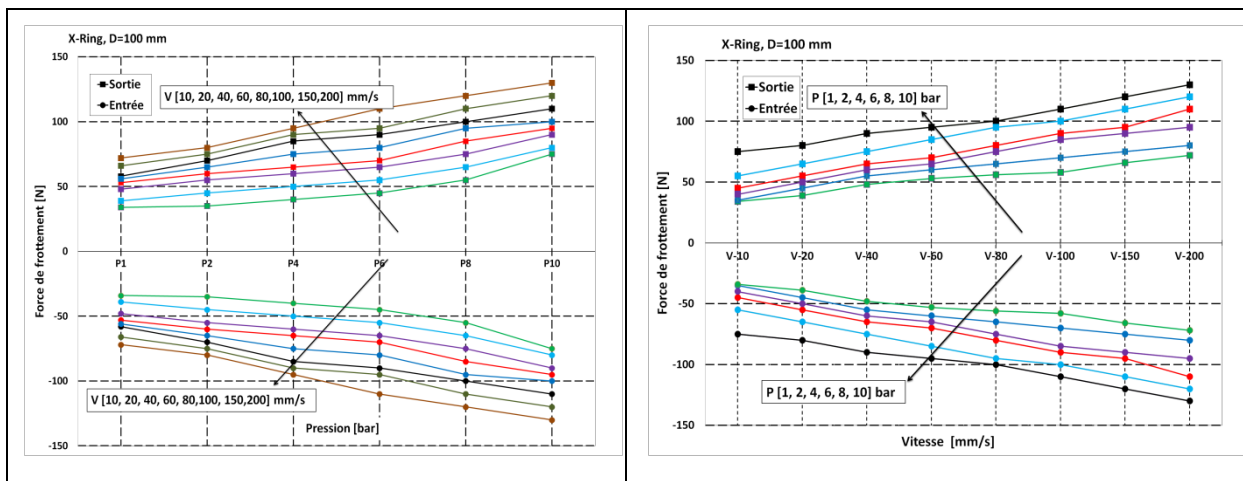 X-Ring, D=100 mm
150
100
50
0
-50
-100
-150
Force de frottement [N]
Sortie
Entrée
V [10, 20, 40, 60, 80,100, 150,200] mm/s
P1 P2 P4 P6 P8 P10
V [10, 20, 40, 60, 80,100, 150,200] mm/s
Pression [bar]
X-Ring, D=100 mm
150
100
50
0
-50
-100
-150
Force de frottement [N]
Sortie
Entrée
P [1, 2, 4, 6, 8, 10] bar
V-10 V-20 V-40 V-60 V-80 V-100 V-150 V-200
P [1, 2, 4, 6, 8, 10] bar
Vitesse [mm/s]